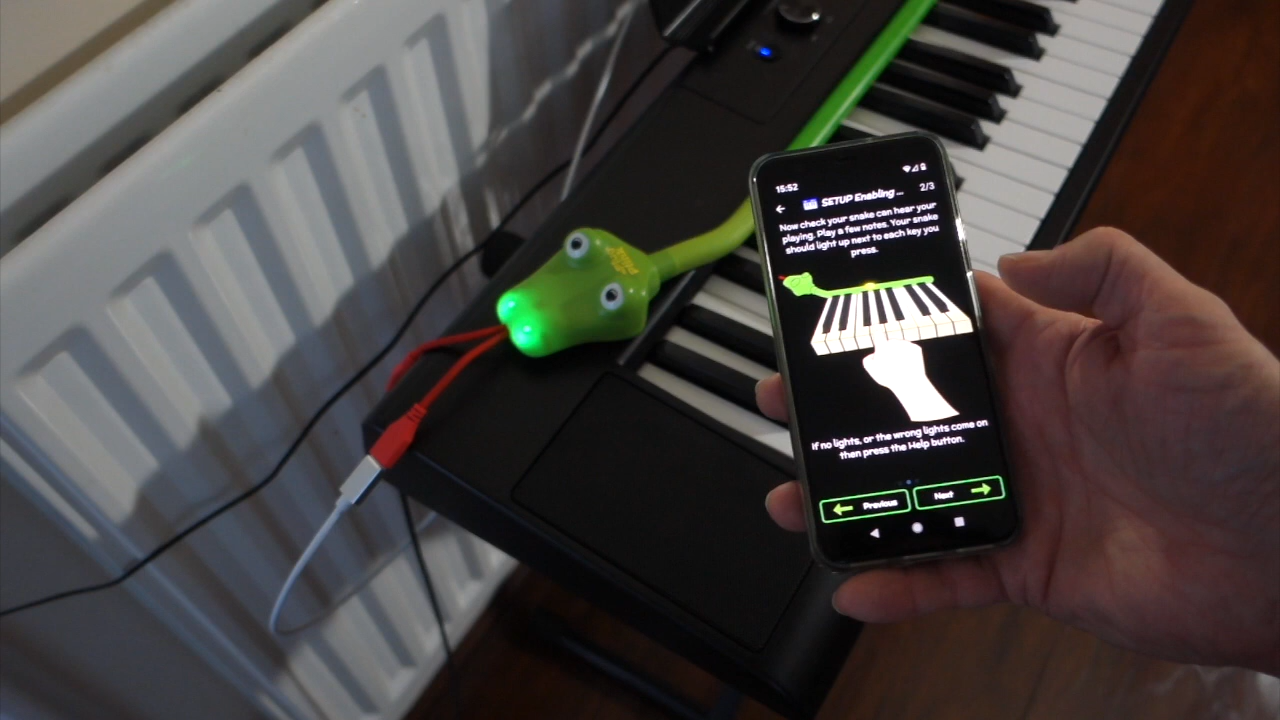 15:52
SETUP Enabling ... 2/3
Now check your snake can hear your
playing. Play a few notes. Your snake
should light up next to each key you
press.
If no lights, or the wrong lights come on
then press the Help button.
Previous
Next